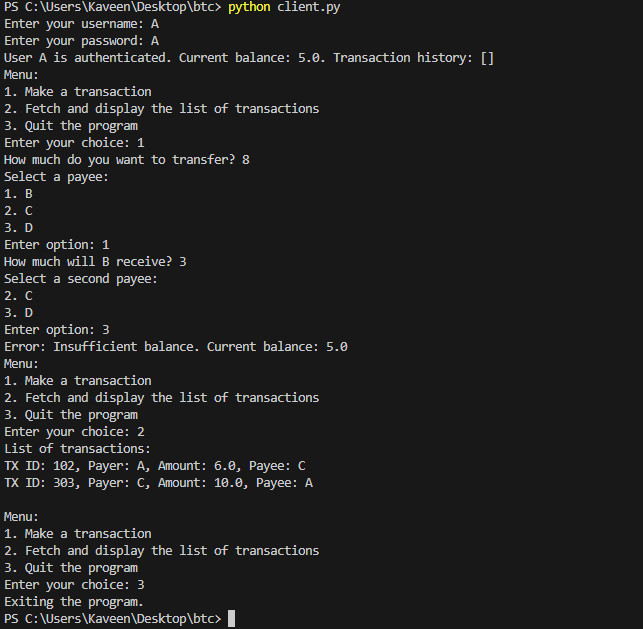 PS C:\Users\Kaveen\Desktop\btc> python client.py
Enter your username: A
Enter your password: A
User A is authenticated. Current balance: 5.0. Transaction history: []
Menu:
1. Make a transaction
2. Fetch and display the list of transactions
3. Quit the program
Enter your choice: 1
How much do you want to transfer? 8
Select a payee:
1. B
2. C
3. D
Enter option: 1
How much will B receive? 3
Select a second payee:
2. C
3. D
Enter option: 3
Error: Insufficient balance. Current balance: 5.0
Menu:
1. Make a transaction
2. Fetch and display the list of transactions
3. Quit the program
Enter your choice: 2
List of transactions:
TX ID: 102, Payer: A, Amount: 6.0, Payee: C
TX ID: 303, Payer: C, Amount: 10.0, Payee: A
Menu:
1. Make a transaction
2. Fetch and display the list of transactions
3. Quit the program
Enter your choice: 3
Exiting the program.
PS C:\Users\Kaveen\Desktop\btc>